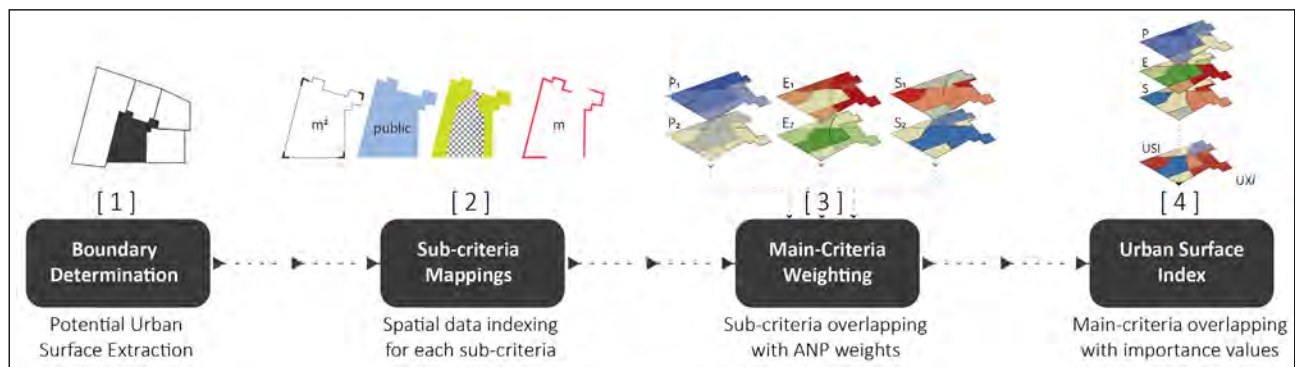 m²
public
m
P₁
E₁
S₁
P₂
E₂
S₂
P
E
S
USI
UXi
[ 1 ]
[ 2 ]
[ 3 ]
[ 4 ]
Boundary
Determination
Sub-criteria
Mappings
Main-Criteria
Weighting
Urban Surface
Index
Potential Urban
Surface Extraction
Spatial data indexing
for each sub-criteria
Sub-criteria overlapping
with ANP weights
Main-criteria overlapping
with importance values